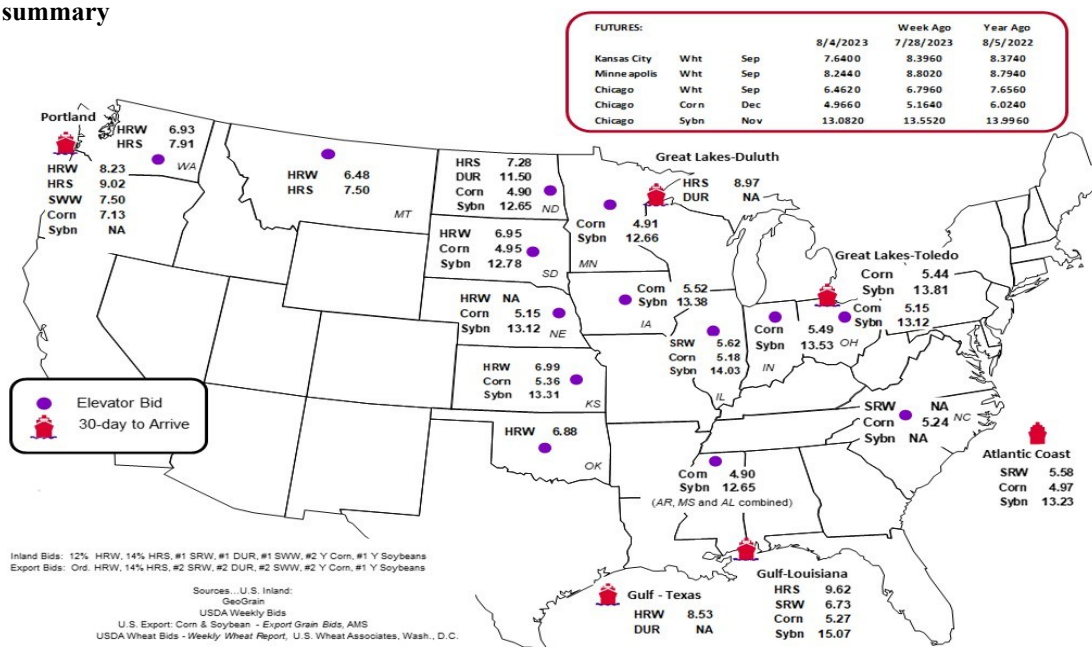 summary
FUTURES: Week Ago Year Ago
8/4/2023 7/28/2023 8/5/2022
Kansas City Wht Sep 7.6400 8.3960 8.3740
Minneapolis Wht Sep 8.2440 8.8020 8.7940
Chicago Wht Sep 6.4620 6.7960 7.6560
Chicago Corn Dec 4.9660 5.1640 6.0240
Chicago Sybn Nov 13.0820 13.5520 13.9960
Portland
HRW 6.93
HRS 7.91
WA
HRW 8.23
HRS 9.02
SWW 7.50
Corn 7.13
Sybn NA
HRW 6.48
HRS 7.50
MT
HRS 7.28
DUR 11.50
Corn 4.90
Sybn 12.65
ND
Great Lakes-Duluth
HRS 8.97
DUR NA
Corn 4.91
Sybn 12.66
MN
HRW 6.95
Corn 4.95
Sybn 12.78
SD
Great Lakes-Toledo
Corn 5.44
Sybn 13.81
HRW NA
Corn 5.15
Sybn 13.12
NE
Corn 5.52
Sybn 13.38
IA
SRW 5.62
Corn 5.18
Sybn 14.03
IL
Corn 5.49
Sybn 13.53
IN
Corn 5.15
Sybn 13.12
OH
HRW 6.99
Corn 5.36
Sybn 13.31
KS
Elevator Bid
30-day to Arrive
HRW 6.88
OK
SRW NA
Corn 5.24
Sybn NA
NC
Atlantic Coast
SRW 5.58
Corn 4.97
Sybn 13.23
Corn 4.90
Sybn 12.65
(AR, MS and AL combined)
Inland Bids: 12% HRW, 14% HRS, #1 SRW, #1 DUR, #1 SWW, #2 Y Corn, #1 Y Soybeans
Export Bids: Ord. HRW, 14% HRS, #2 SRW, #2 DUR, #2 SWW, #2 Y Corn, #1 Y Soybeans
Sources...U.S. Inland:
GeoGrain
USDA Weekly Bids
U.S. Export: Corn & Soybean - Export Grain Bids, AMS
USDA Wheat Bids - Weekly Wheat Report, U.S. Wheat Associates, Wash., D.C.
Gulf - Texas
HRW 8.53
DUR NA
Gulf-Louisiana
HRS 9.62
SRW 6.73
Corn 5.27
Sybn 15.07